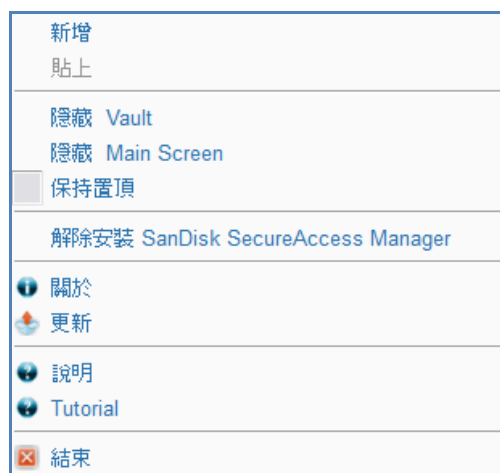 新增
貼上
隱藏 Vault
隱藏 Main Screen
保持置頂
解除安裝 SanDisk SecureAccess Manager
關於
更新
說明
Tutorial
結束